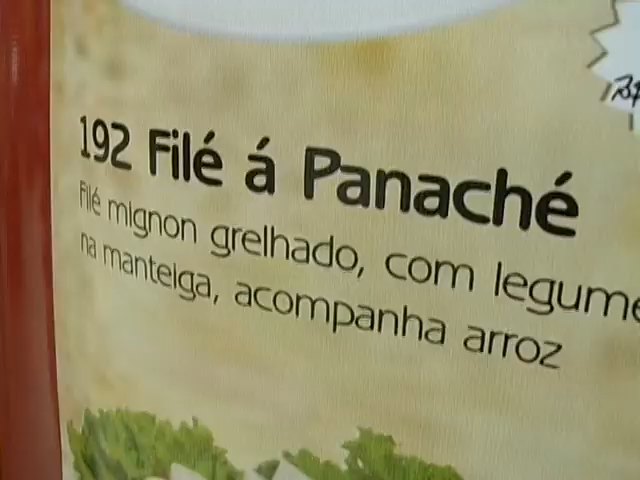 192 Filé á Panaché
Filé mignon grelhado, com legume
na manteiga, acompanha arroz